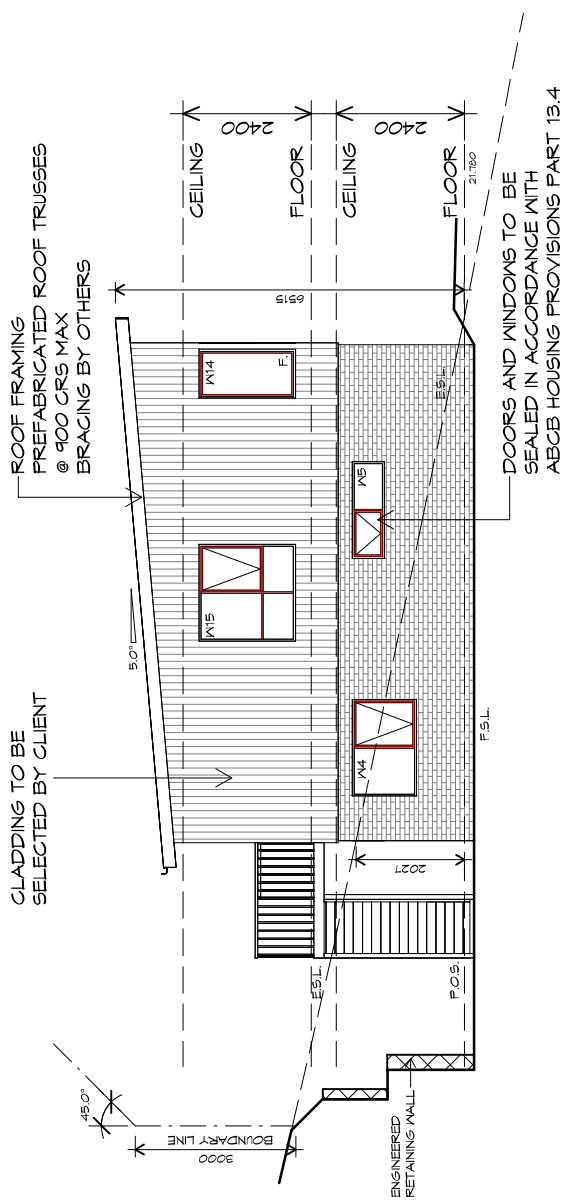 ROOF FRAMING
PREFABRICATED ROOF TRUSSES
@ 900 CRS MAX
BRACING BY OTHERS
CLADDING TO BE
SELECTED BY CLIENT
5.0°
45.0°
3000
BOUNDARY LINE
CEILING
2400
FLOOR
CEILING
2400
FLOOR
21.780
6515
W15
W14
F.
W4
W5
2027
E.S.L.
E.S.L.
F.S.L.
P.O.S.
ENGINEERED
RETAINING WALL
DOORS AND WINDOWS TO BE
SEALED IN ACCORDANCE WITH
ABCB HOUSING PROVISIONS PART 13.4